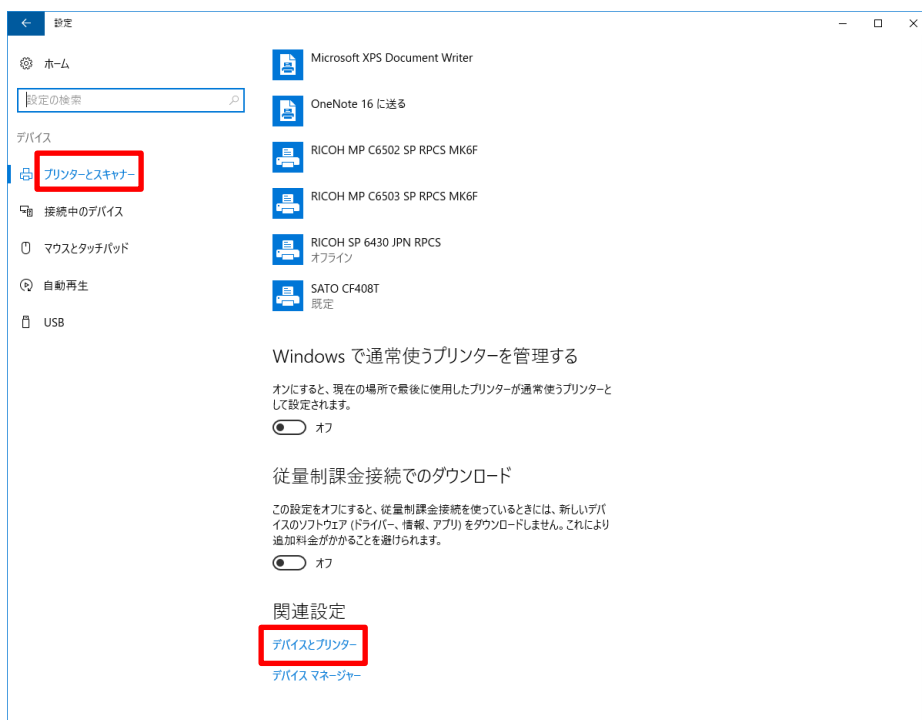 設定
ホーム
設定の検索
デバイス
プリンターとスキャナー
接続中のデバイス
マウスとタッチパッド
自動再生
USB
Microsoft XPS Document Writer
OneNote 16 に送る
RICOH MP C6502 SP RPCS MK6F
RICOH MP C6503 SP RPCS MK6F
RICOH SP 6430 JPN RPCS
オフライン
SATO CF408T
既定
Windows で通常使うプリンターを管理する
オンにすると、現在の場所で最後に使用したプリンターが通常使うプリンターと
して設定されます。
オフ
従量制課金接続でのダウンロード
この設定をオフにすると、従量制課金接続を使っているときには、新しいデバ
イスのソフトウェア (ドライバー、情報、アプリ) をダウンロードしません。これにより
追加料金がかかることを避けられます。
オフ
関連設定
デバイスとプリンター
デバイス マネージャー